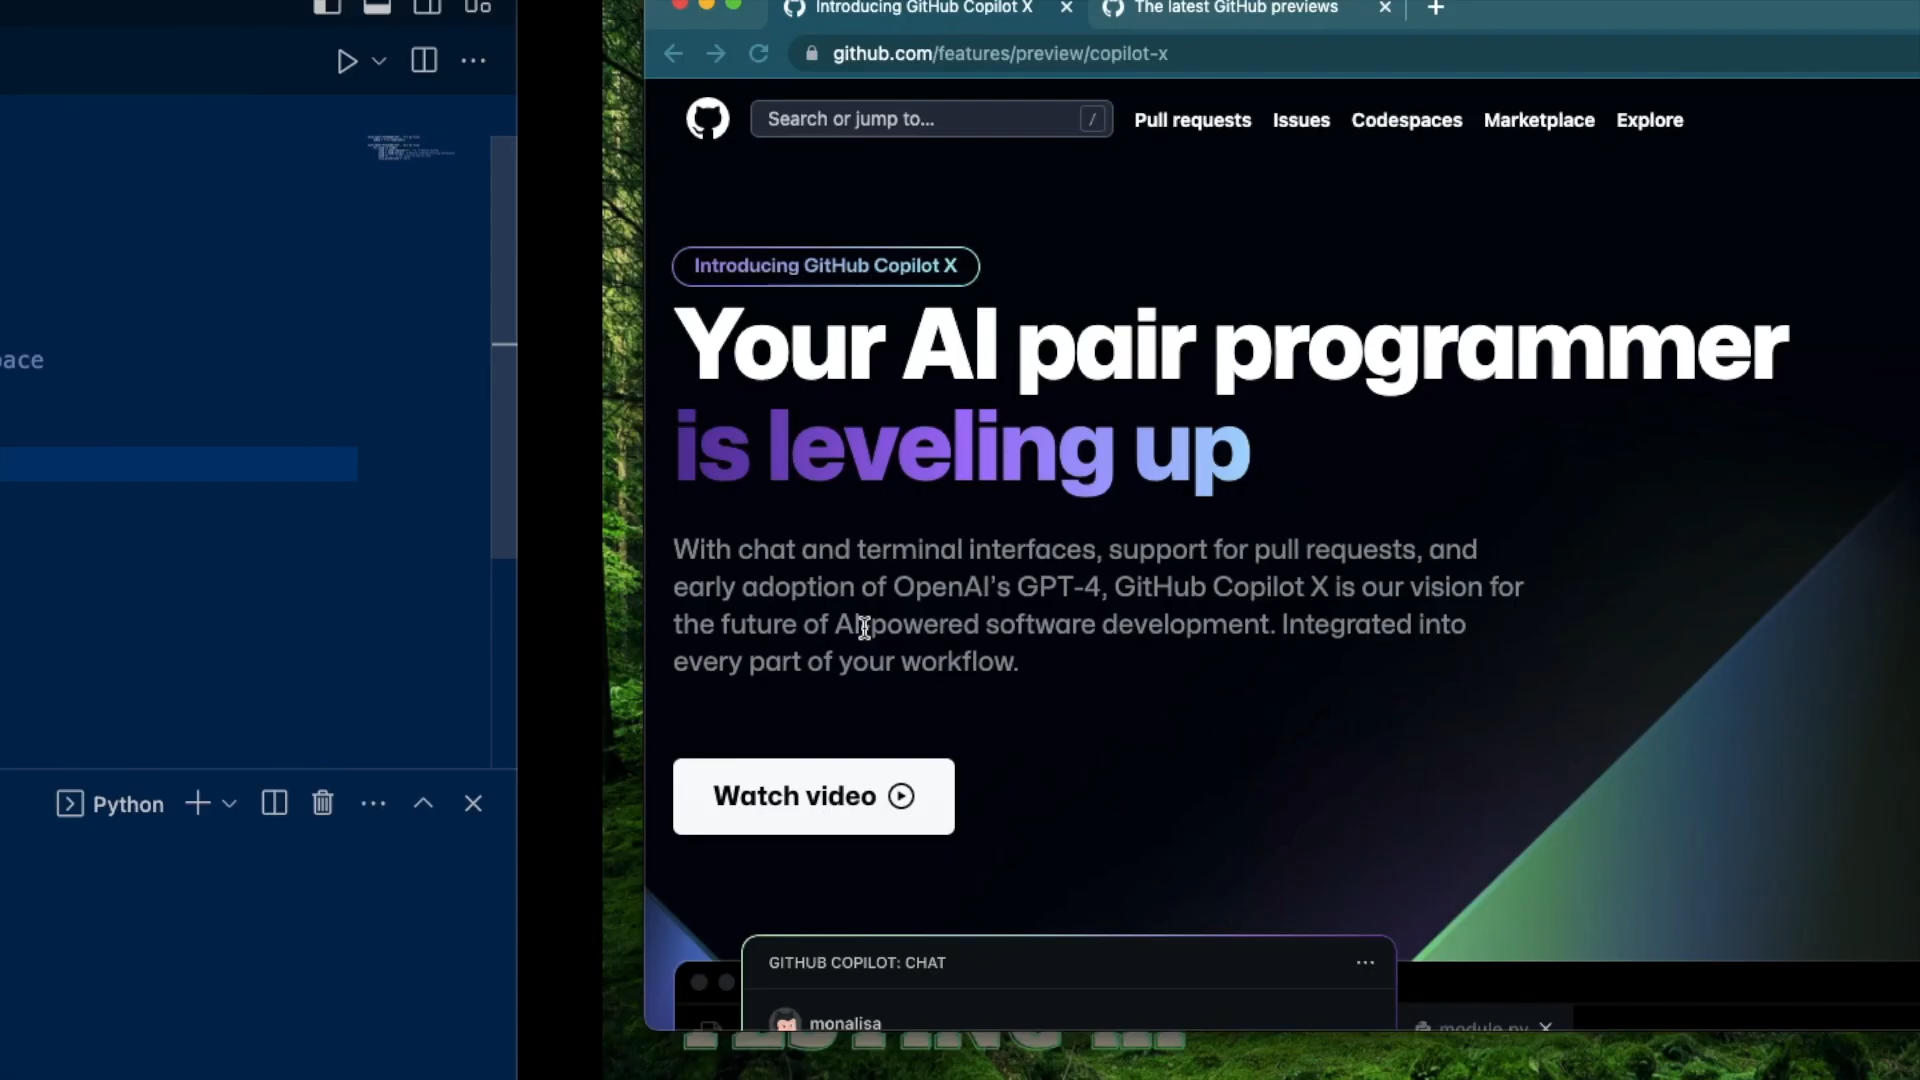 Introducing GitHub Copilot X
The latest GitHub previews
github.com/features/preview/copilot-x
Search or jump to... /
Pull requests Issues Codespaces Marketplace Explore
Introducing GitHub Copilot X
Your AI pair programmer
is leveling up
ace
With chat and terminal interfaces, support for pull requests, and
early adoption of OpenAI’s GPT-4, GitHub Copilot X is our vision for
the future of AI-powered software development. Integrated into
every part of your workflow.
Watch video
Python
GITHUB COPILOT: CHAT
monalisa
module.py